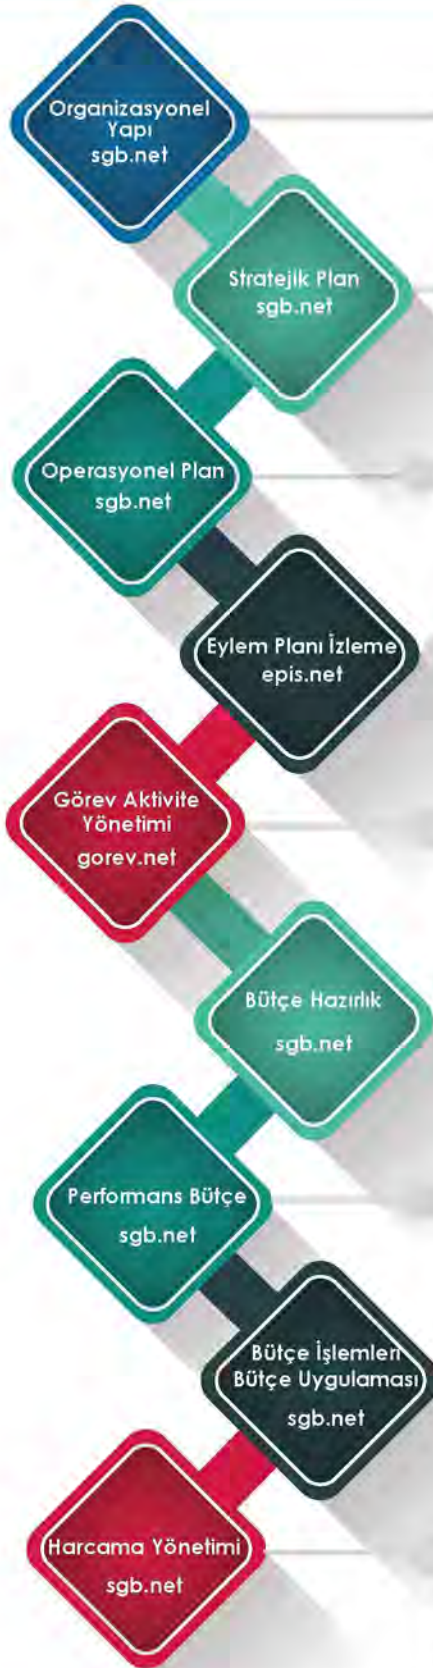 Organizasyonel
Yapı
sgb.net
Stratejik Plan
sgb.net
Operasyonel Plan
sgb.net
Eylem Planı İzleme
epis.net
Görev Aktivite
Yönetimi
gorev.net
Bütçe Hazırlık
sgb.net
Performans Bütçe
sgb.net
Bütçe İşlemleri
Bütçe Uygulaması
sgb.net
Harcama Yönetimi
sgb.net